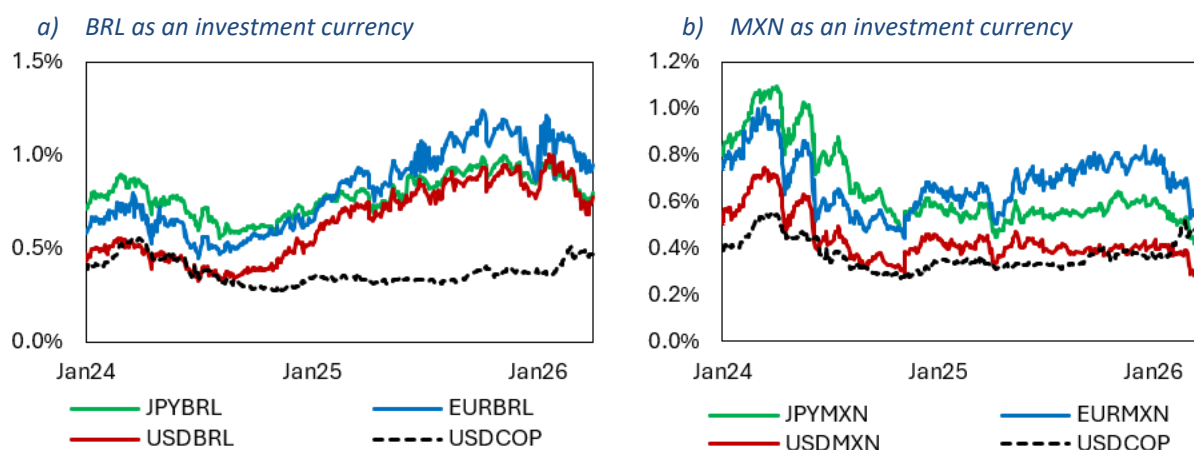 a) BRL as an investment currency
1.5%
1.0%
0.5%
0.0%
Jan24 Jan25 Jan26
JPYBRL EURBRL
USDBRL USDCOP
b) MXN as an investment currency
1.2%
1.0%
0.8%
0.6%
0.4%
0.2%
0.0%
Jan24 Jan25 Jan26
JPYMXN EURMXN
USDMXN USDCOP